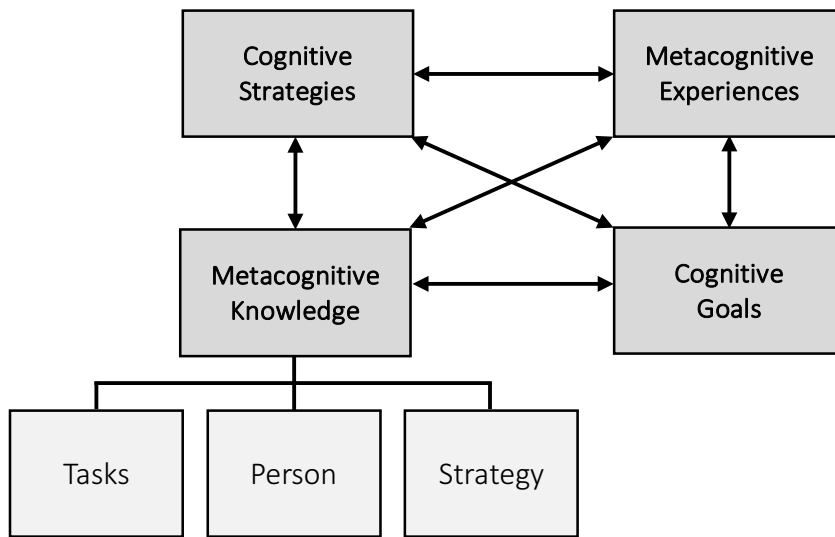 Cognitive
Strategies
Metacognitive
Experiences
Metacognitive
Knowledge
Cognitive
Goals
Tasks
Person
Strategy